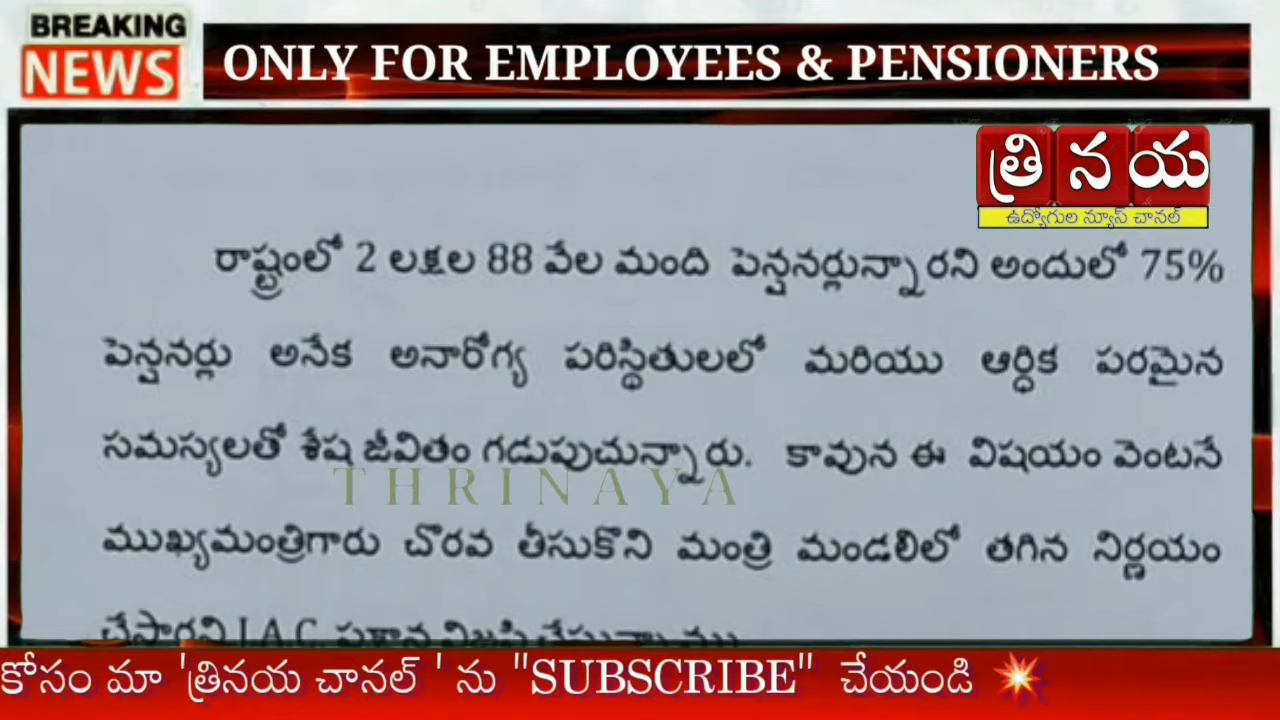 BREAKING
NEWS
ONLY FOR EMPLOYEES & PENSIONERS
త్రినయ
ఉద్యోగుల న్యూస్ చానల్
రాష్ట్రంలో 2 లక్షల 88 వేల మంది పెన్షనర్లున్నారని అందులో 75%
పెన్షనర్లు అనేక అనారోగ్య పరిస్థితులలో మరియు ఆర్ధిక పరమైన
సమస్యలతో శేష జీవితం గడుపుచున్నారు. కావున ఈ విషయం వెంటనే
THRINAYA
ముఖ్యమంత్రిగారు చొరవ తీసుకొని మంత్రి మండలిలో తగిన నిర్ణయం
J.A.C.
కోసం మా 'త్రినయ చానల్ ' ను "SUBSCRIBE" చేయండి